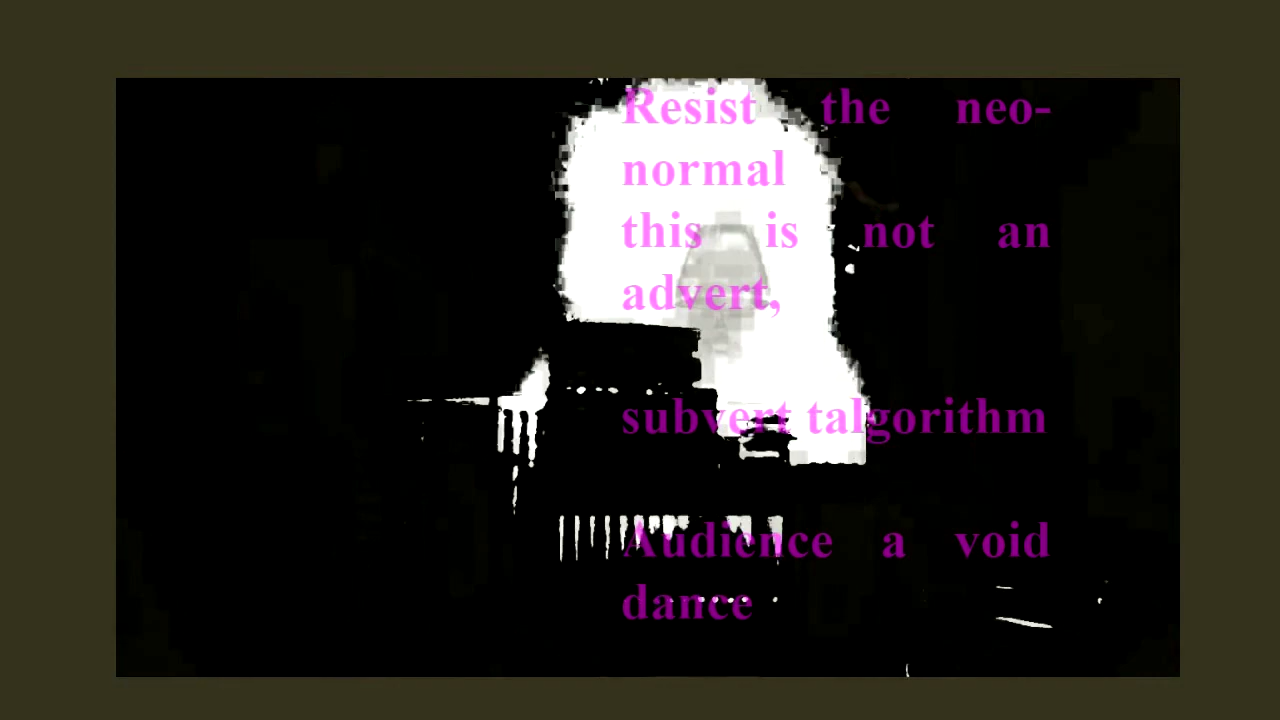 Resist the neo-
normal
this is not an
advert,
subvert talgorithm
Audience a void
dance